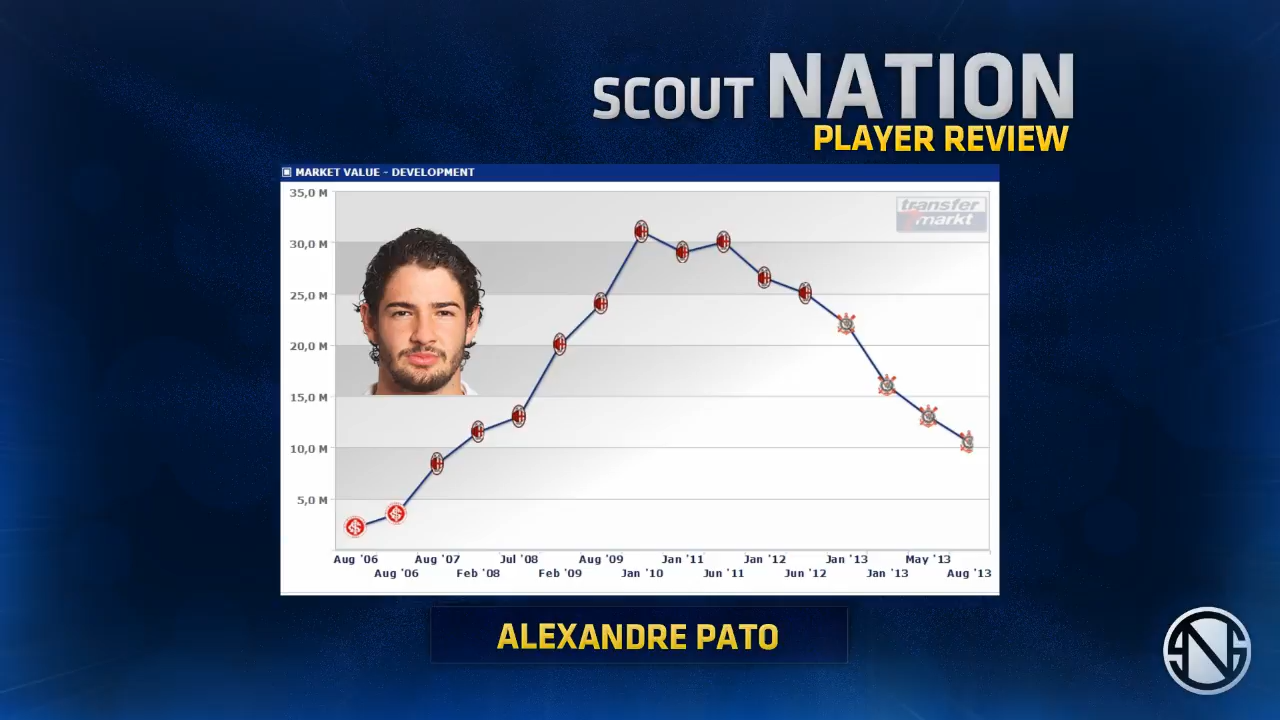 SCOUT NATION
PLAYER REVIEW
MARKET VALUE - DEVELOPMENT
35,0 M
transfer
markt
30,0 M
25,0 M
20,0 M
15,0 M
10,0 M
5,0 M
Aug '06 Aug '07 Jul '08 Aug '09 Jan '11 Jan '12 Jan '13 May '13
Aug '06 Feb '08 Feb '09 Jan '10 Jun '11 Jun '12 Jan '13 Aug '13
ALEXANDRE PATO
SNG